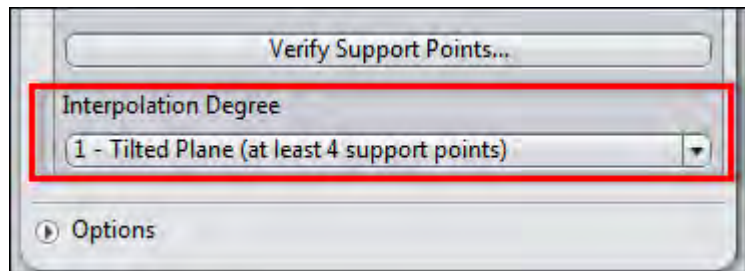 Verify Support Points...
Interpolation Degree
1 - Tilted Plane (at least 4 support points)
Options